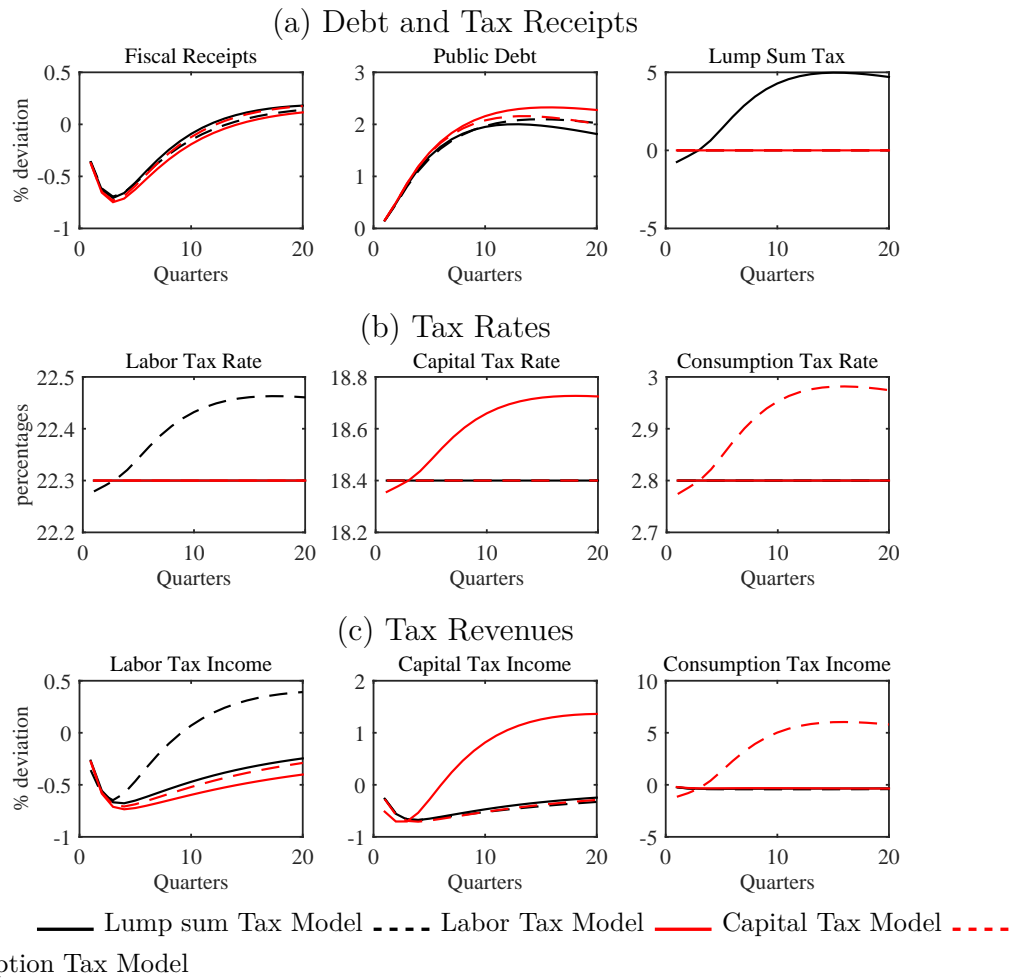 (a) Debt and Tax Receipts
Fiscal Receipts Public Debt Lump Sum Tax
% deviation
0.5
0
-0.5
-1
0 10 20
Quarters
3
2
1
0
0 10 20
Quarters
5
0
-5
0 10 20
Quarters
(b) Tax Rates
Labor Tax Rate Capital Tax Rate Consumption Tax Rate
percentages
22.5
22.4
22.3
22.2
0 10 20
Quarters
18.8
18.6
18.4
18.2
0 10 20
Quarters
3
2.9
2.8
2.7
0 10 20
Quarters
(c) Tax Revenues
Labor Tax Income Capital Tax Income Consumption Tax Income
% deviation
0.5
0
-0.5
-1
0 10 20
Quarters
2
1
0
-1
0 10 20
Quarters
10
5
0
-5
0 10 20
Quarters
Lump sum Tax Model Labor Tax Model Capital Tax Model
ption Tax Model